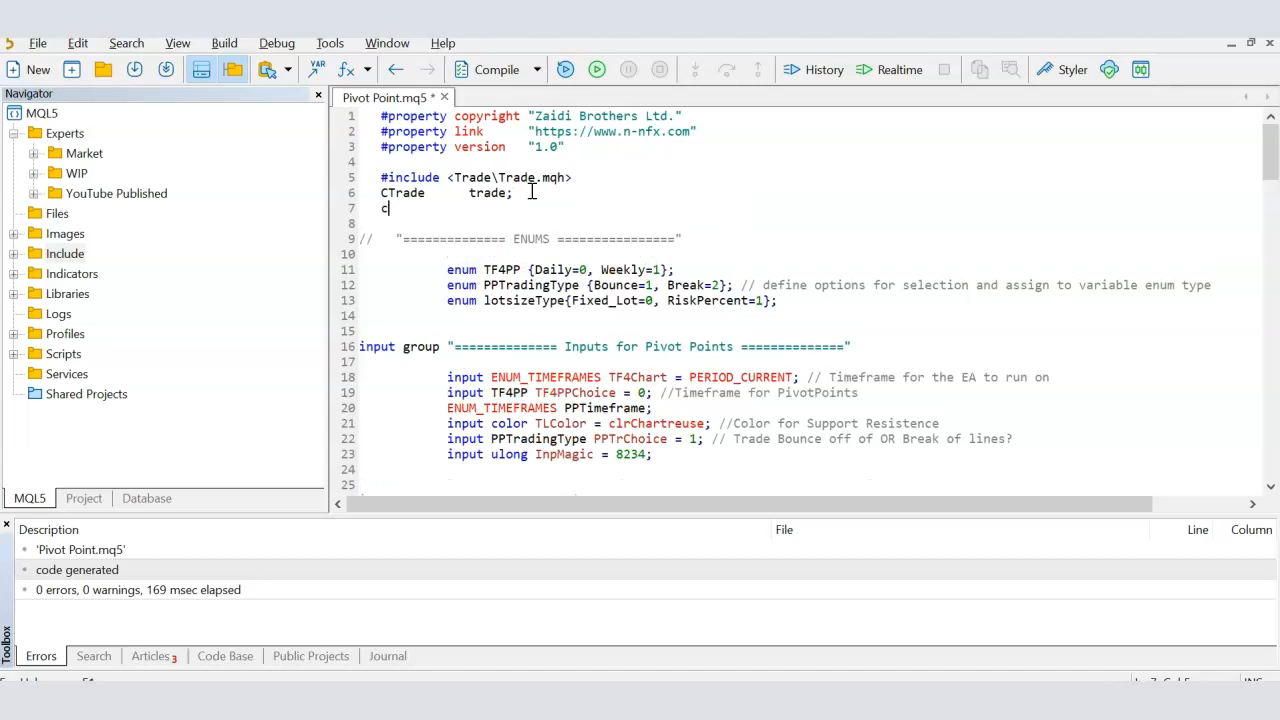 File Edit Search View Build Debug Tools Window Help
New Compile History Realtime Styler
Navigator
MQL5
Experts
Market
WIP
YouTube Published
Files
Images
Include
Indicators
Libraries
Logs
Profiles
Scripts
Services
Shared Projects
MQL5 Project Database
Pivot Point.mq5 *
1 #property copyright "Zaidi Brothers Ltd."
2 #property link "https://www.n-nfx.com"
3 #property version "1.0"
4
5 #include <Trade\Trade.mqh>
6 CTrade trade;
7 c
8
9 // "============== ENUMS ================"
10
11 enum TF4PP {Daily=0, Weekly=1};
12 enum PPTradingType {Bounce=1, Break=2}; // define options for selection and assign to variable enum type
13 enum lotsizeType{Fixed_Lot=0, RiskPercent=1};
14
15
16 input group "============== Inputs for Pivot Points =============="
17
18 input ENUM_TIMEFRAMES TF4Chart = PERIOD_CURRENT; // Timeframe for the EA to run on
19 input TF4PP TF4PPChoice = 0; //Timeframe for PivotPoints
20 ENUM_TIMEFRAMES PPTimeframe;
21 input color TLColor = clrChartreuse; //Color for Support Resistence
22 input PPTradingType PPTrChoice = 1; // Trade Bounce off of OR Break of lines?
23 input ulong InpMagic = 8234;
24
25
Toolbox
Description File Line Column
'Pivot Point.mq5'
code generated
0 errors, 0 warnings, 169 msec elapsed
Errors Search Articles 3 Code Base Public Projects Journal